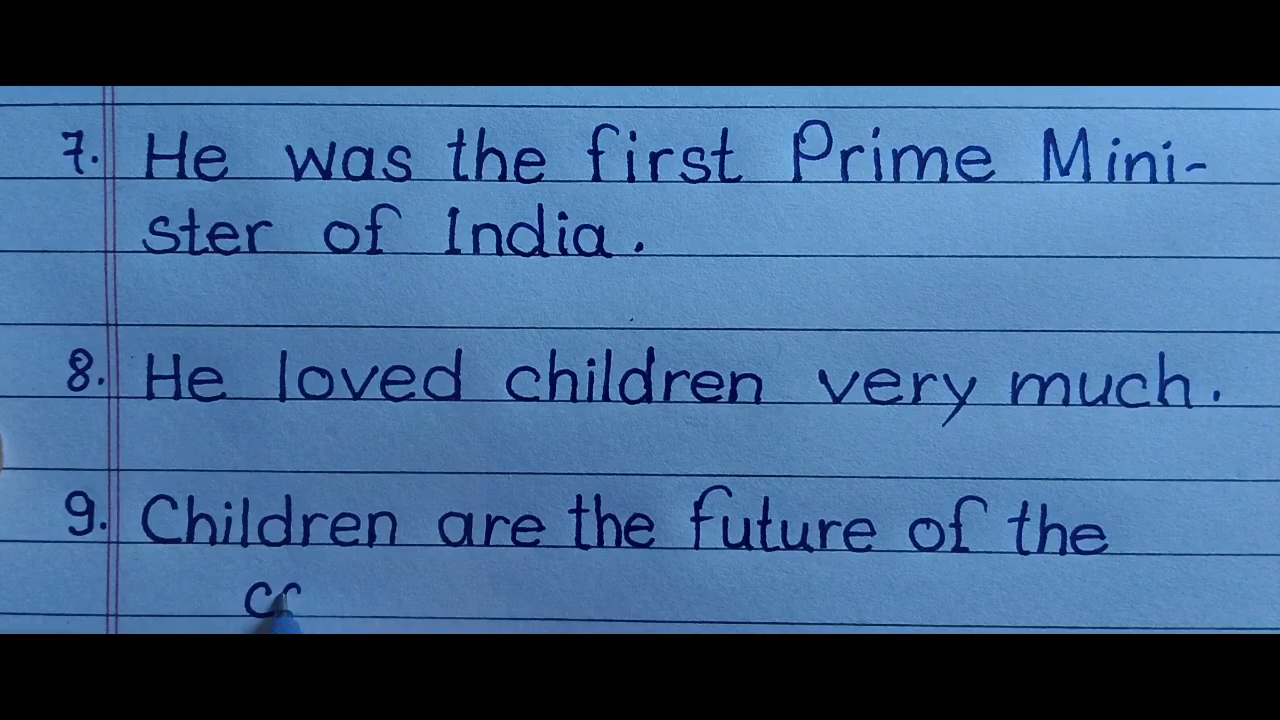 7. He was the first Prime Mini-
ster of India.
8. He loved children very much.
9. Children are the future of the